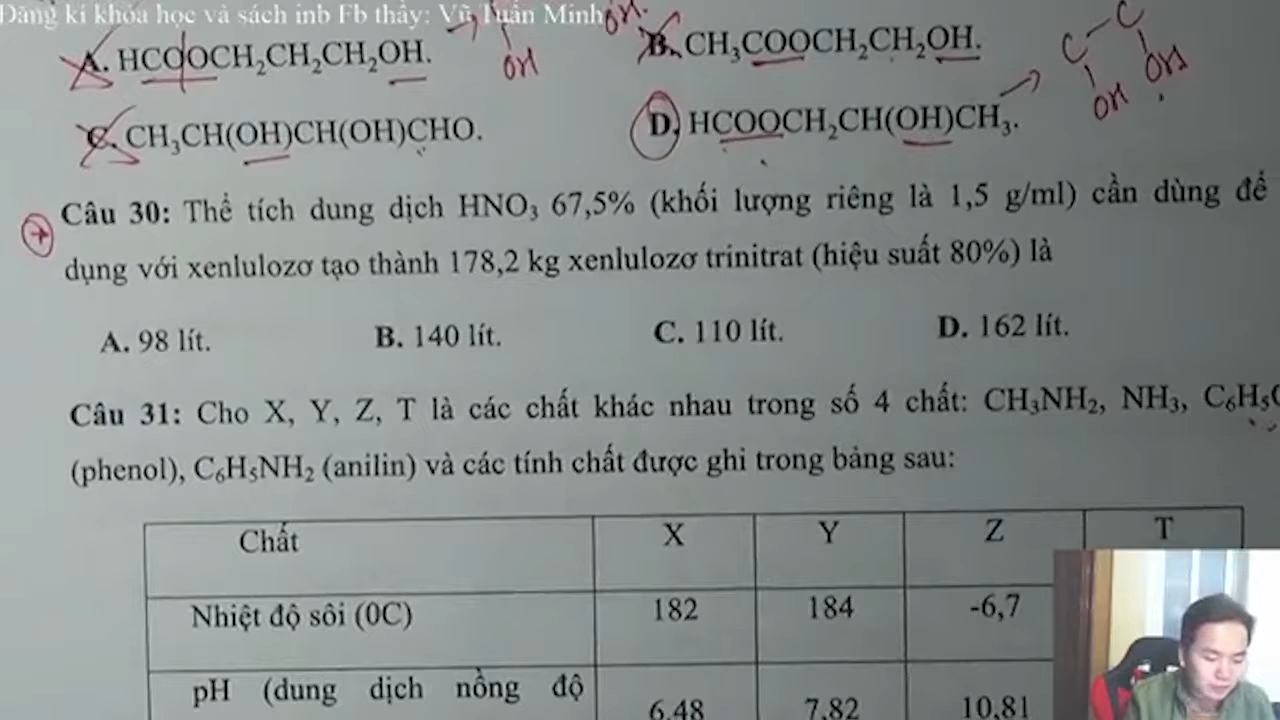 Đăng kí khóa học và sách inb Fb thầy: Vũ Tuấn Minh
A. HCOOCH₂CH₂CH₂OH. OH OH. B. CH₃COOCH₂CH₂OH. C C
C. CH₃CH(OH)CH(OH)CHO. D. HCOOCH₂CH(OH)CH₃. OH OH
Câu 30: Thể tích dung dịch HNO₃ 67,5% (khối lượng riêng là 1,5 g/ml) cần dùng để
dụng với xenlulozơ tạo thành 178,2 kg xenlulozơ trinitrat (hiệu suất 80%) là
A. 98 lít. B. 140 lít. C. 110 lít. D. 162 lít.
Câu 31: Cho X, Y, Z, T là các chất khác nhau trong số 4 chất: CH₃NH₂, NH₃, C₆H₅
(phenol), C₆H₅NH₂ (anilin) và các tính chất được ghi trong bảng sau:
Chất X Y Z T
Nhiệt độ sôi (0C) 182 184 -6,7
pH (dung dịch nồng độ 6,48 7,82 10,81